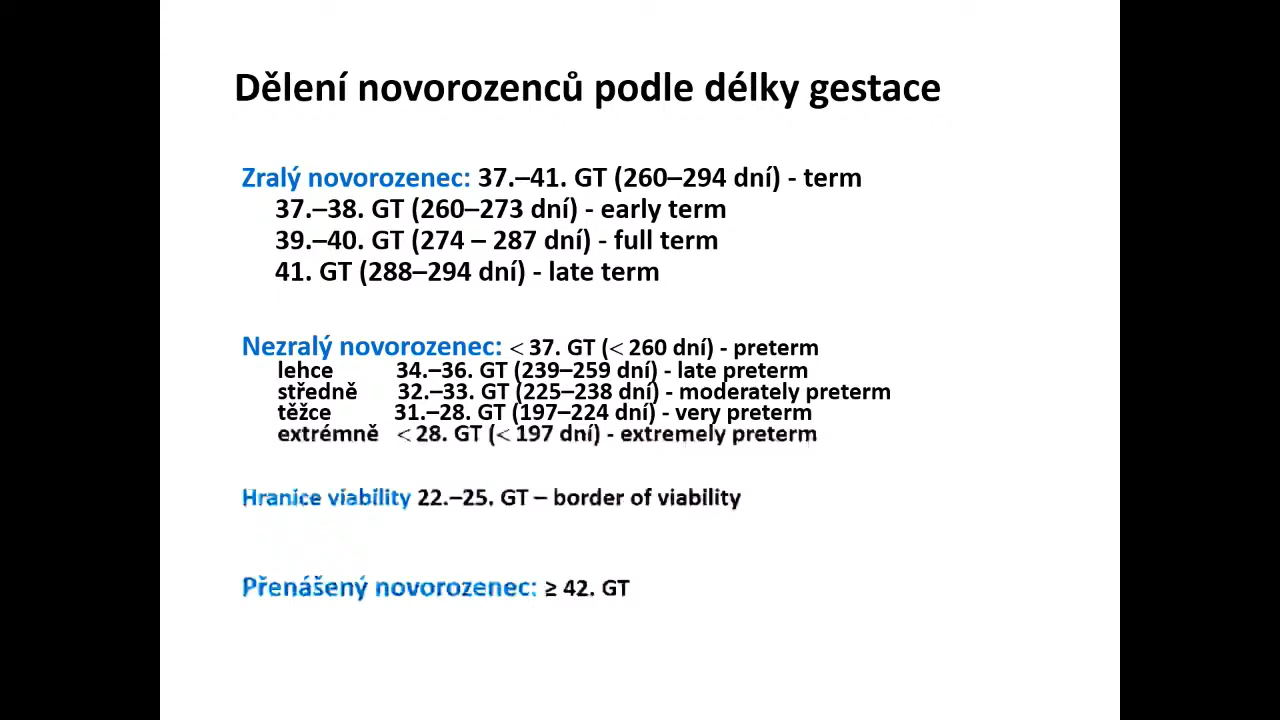 Dělení novorozenců podle délky gestace
Zralý novorozenec: 37.–41. GT (260–294 dní) - term
37.–38. GT (260–273 dní) - early term
39.–40. GT (274 – 287 dní) - full term
41. GT (288–294 dní) - late term
Nezralý novorozenec: < 37. GT (< 260 dní) - preterm
lehce 34.–36. GT (239–259 dní) - late preterm
středně 32.–33. GT (225–238 dní) - moderately preterm
těžce 31.–28. GT (197–224 dní) - very preterm
extrémně < 28. GT (< 197 dní) - extremely preterm
Hranice viability 22.–25. GT – border of viability
Přenášený novorozenec: ≥ 42. GT